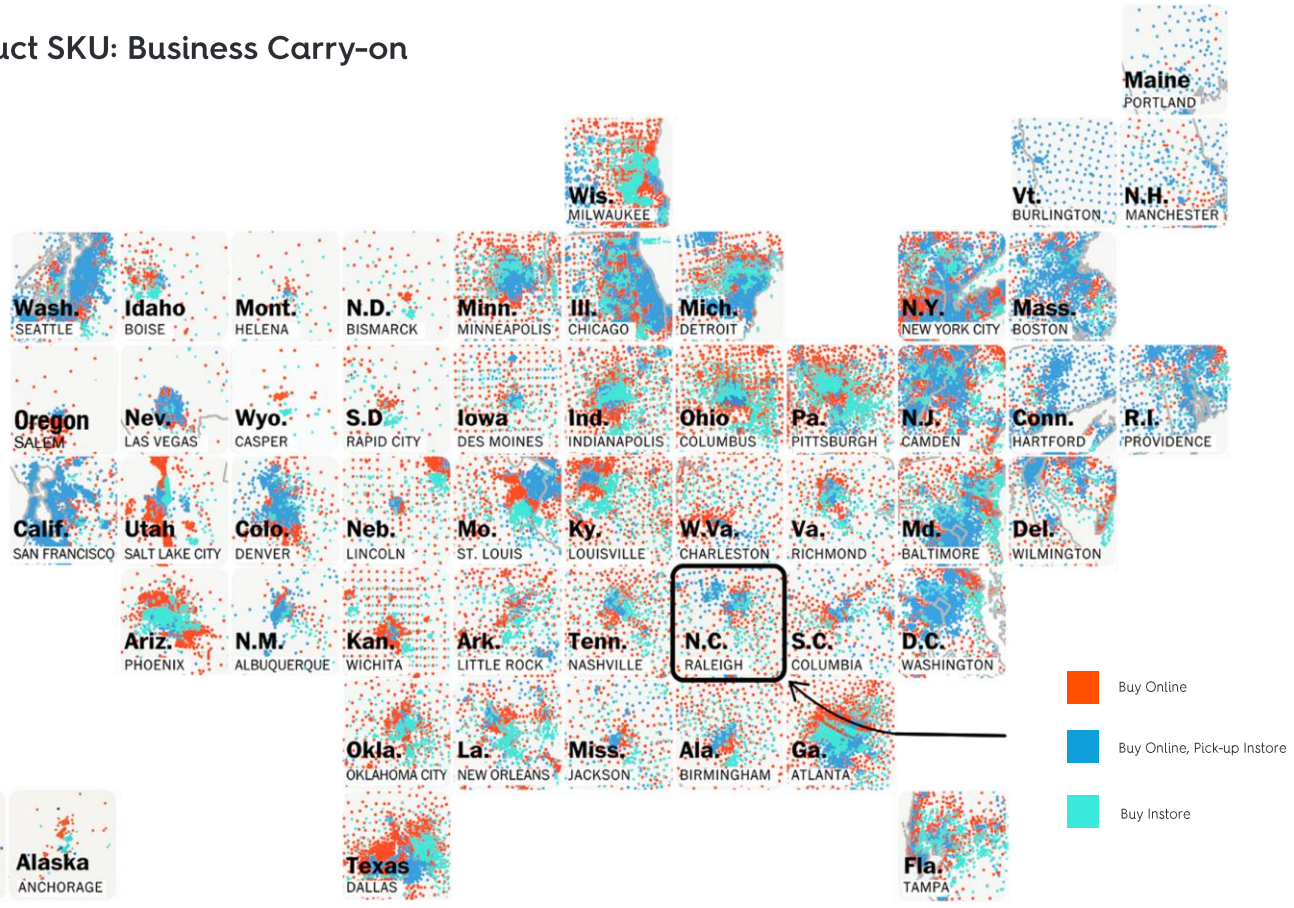 uct SKU: Business Carry-on
Maine
PORTLAND
Wis.
MILWAUKEE
Vt.
BURLINGTON
N.H.
MANCHESTER
Wash.
SEATTLE
Idaho
BOISE
Mont.
HELENA
N.D.
BISMARCK
Minn.
MINNEAPOLIS
Ill.
CHICAGO
Mich.
DETROIT
N.Y.
NEW YORK CITY
Mass.
BOSTON
Oregon
SALEM
Nev.
LAS VEGAS
Wyo.
CASPER
S.D
RAPID CITY
Iowa
DES MOINES
Ind.
INDIANAPOLIS
Ohio
COLUMBUS
Pa.
PITTSBURGH
N.J.
CAMDEN
Conn.
HARTFORD
R.I.
PROVIDENCE
Calif.
SAN FRANCISCO
Utah
SALT LAKE CITY
Colo.
DENVER
Neb.
LINCOLN
Mo.
ST. LOUIS
Ky.
LOUISVILLE
W.Va.
CHARLESTON
Va.
RICHMOND
Md.
BALTIMORE
Del.
WILMINGTON
Ariz.
PHOENIX
N.M.
ALBUQUERQUE
Kan.
WICHITA
Ark.
LITTLE ROCK
Tenn.
NASHVILLE
N.C.
RALEIGH
S.C.
COLUMBIA
D.C.
WASHINGTON
Okla.
OKLAHOMA CITY
La.
NEW ORLEANS
Miss.
JACKSON
Ala.
BIRMINGHAM
Ga.
ATLANTA
Alaska
ANCHORAGE
Texas
DALLAS
Fla.
TAMPA
Buy Online
Buy Online, Pick-up Instore
Buy Instore